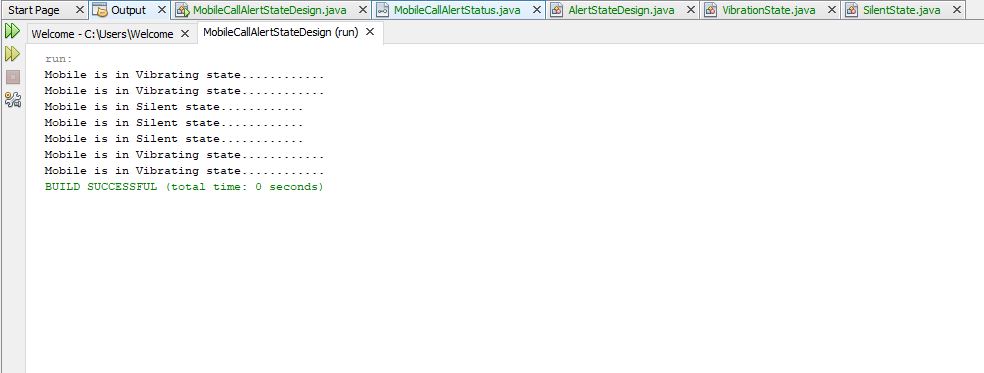 Start Page Output MobileCallAlertStateDesign.java MobileCallAlertStatus.java AlertStateDesign.java VibrationState.java SilentState.java
Welcome - C:\Users\Welcome MobileCallAlertStateDesign (run)
run:
Mobile is in Vibrating state............
Mobile is in Vibrating state............
Mobile is in Silent state............
Mobile is in Silent state............
Mobile is in Silent state............
Mobile is in Vibrating state............
Mobile is in Vibrating state............
BUILD SUCCESSFUL (total time: 0 seconds)